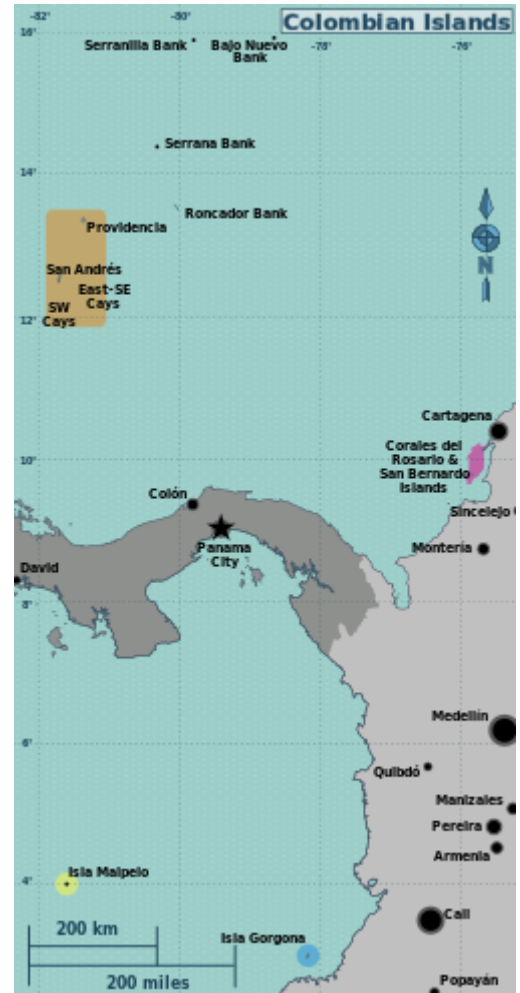 -82°
-80°
Colombian Islands
16°
Serranilla Bank
Bajo Nuevo
Bank
-78°
-76°
Serrana Bank
14°
Roncador Bank
Providencia
San Andrés
East-SE
Cays
SW
Cays
12°
N
Cartagena
Corales del
Rosario &
San Bernardo
Islands
10°
Colón
Sincelejo
Panama
City
Montería
David
8°
Medellín
6°
Quibdó
Manizales
Pereira
Armenia
Isla Malpelo
4°
Cali
200 km
Isla Gorgona
200 miles
Popayán